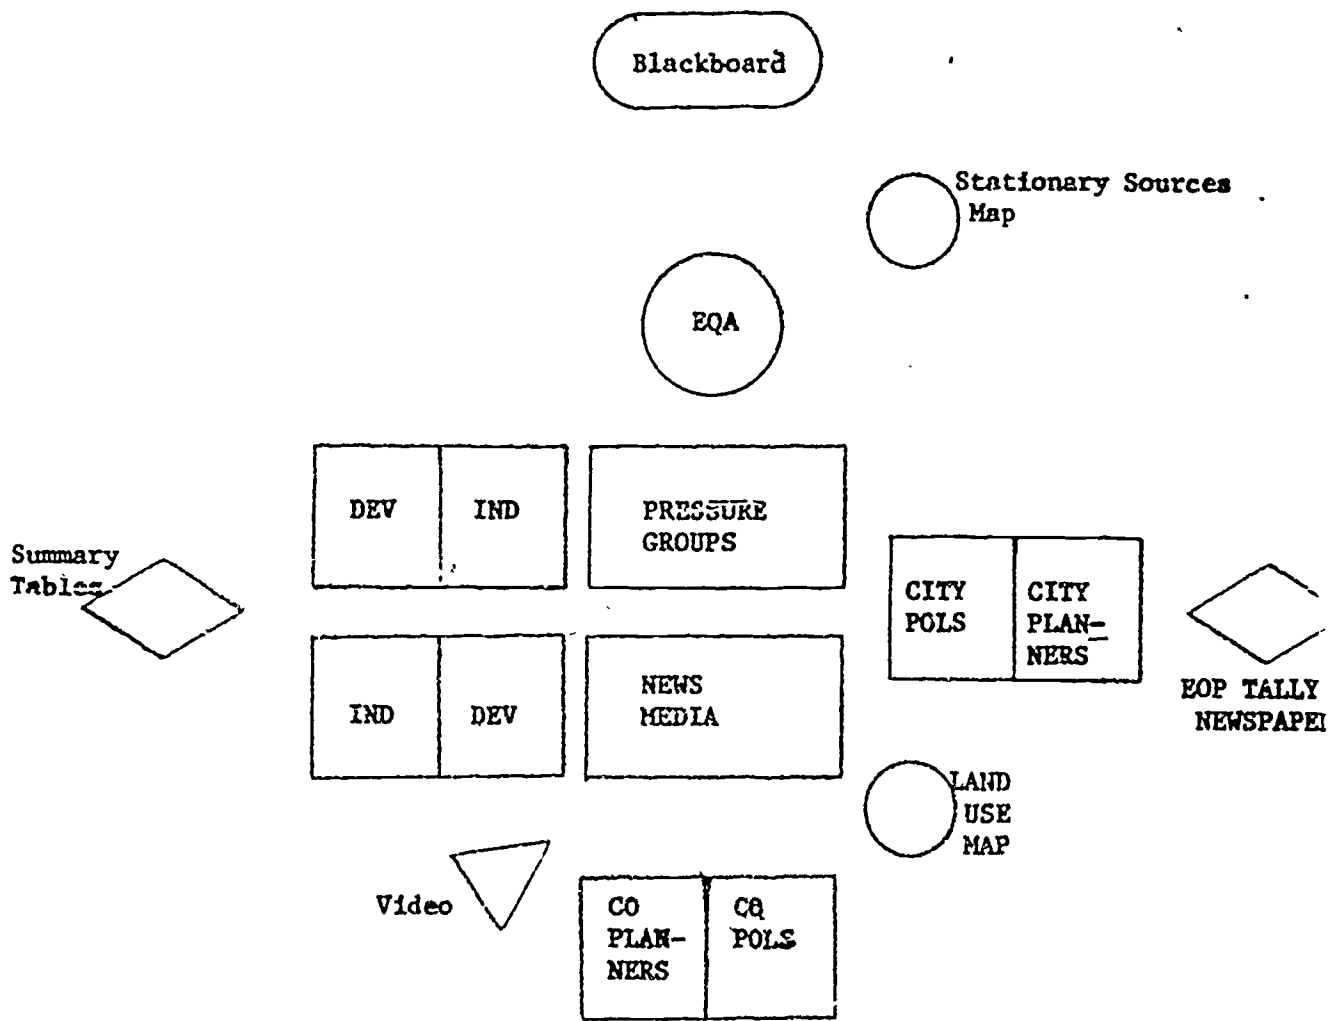 Blackboard
Stationary Sources
Map
EQA
DEV
IND
PRESSURE
GROUPS
Summary
Tables
CITY
POLS
CITY
PLAN-
NERS
EOP TALLY
IND
DEV
NEWS
MEDIA
LAND
USE
MAP
Video
CO
PLAN-
NERS
CO
POLS